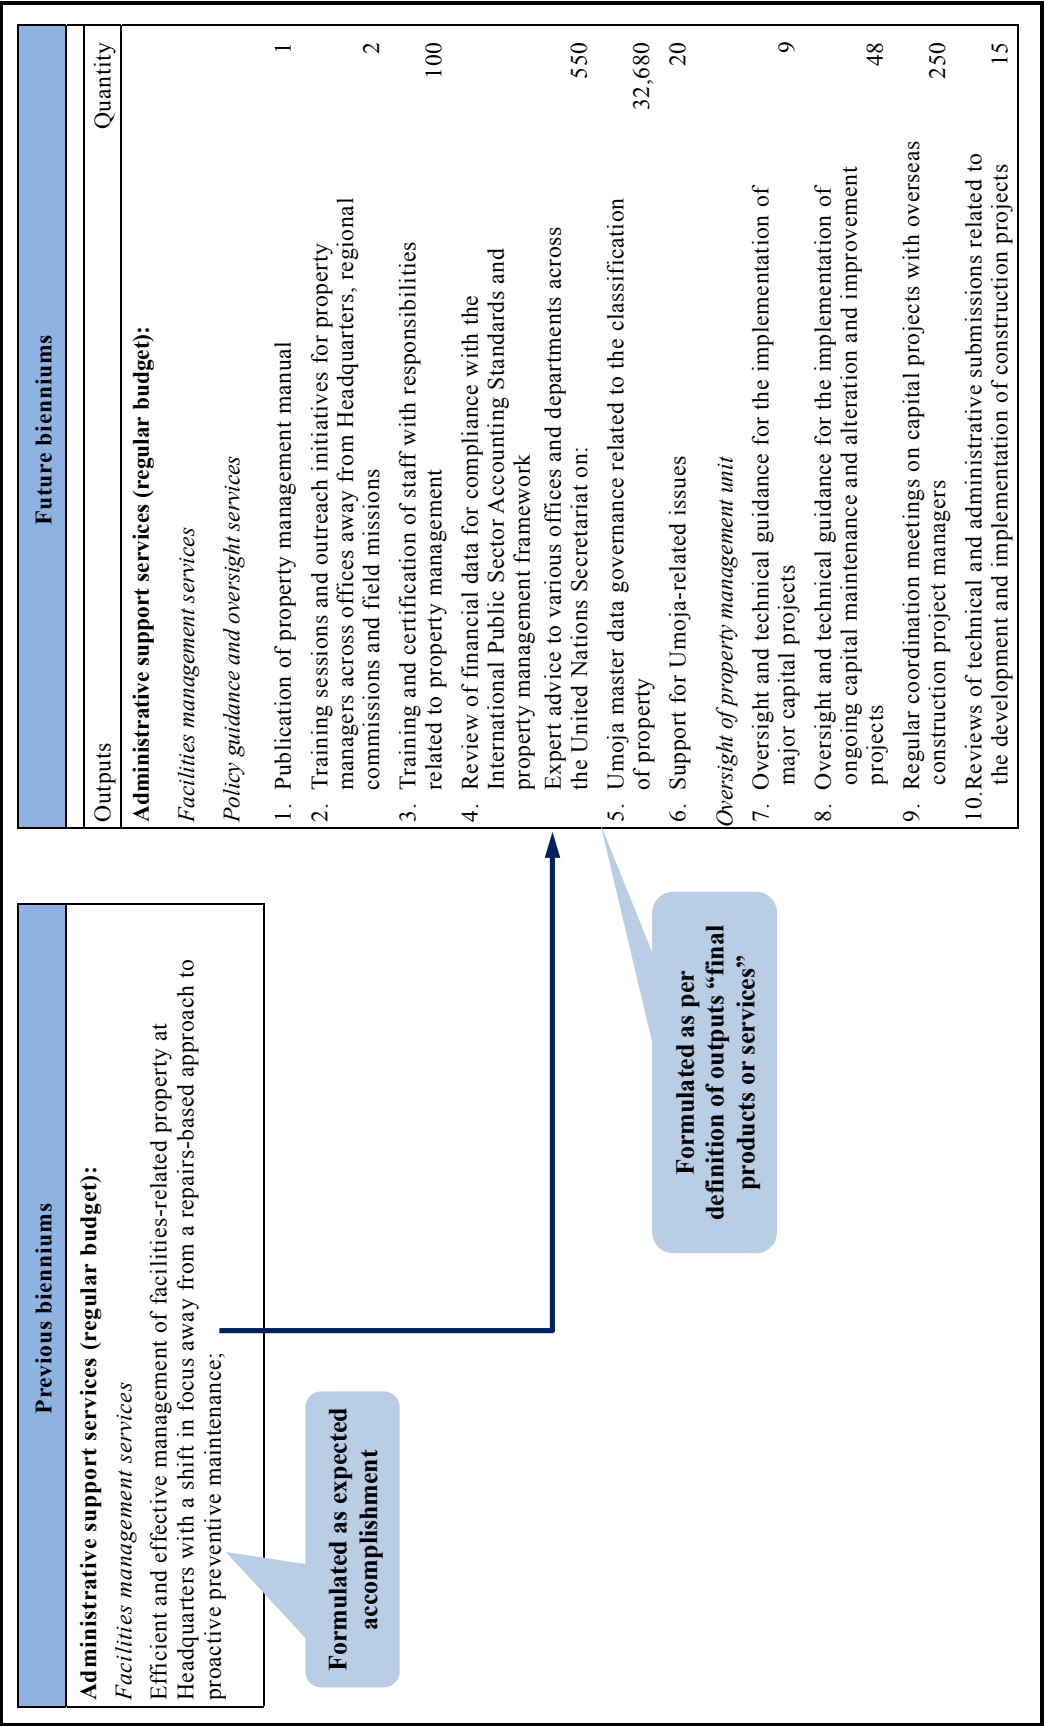 Previous bienniums
Administrative support services (regular budget):
Facilities management services
Efficient and effective management of facilities-related property at
Headquarters with a shift in focus away from a repairs-based approach to
proactive preventive maintenance;
Formulated as expected
accomplishment
Future bienniums
Outputs Quantity
Administrative support services (regular budget):
Facilities management services
Policy guidance and oversight services
1. Publication of property management manual 1
2. Training sessions and outreach initiatives for property
managers across offices away from Headquarters, regional
commissions and field missions 2
3. Training and certification of staff with responsibilities
related to property management 100
4. Review of financial data for compliance with the
International Public Sector Accounting Standards and
property management framework
Expert advice to various offices and departments across
the United Nations Secretariat on: 550
5. Umoja master data governance related to the classification
of property 32,680
6. Support for Umoja-related issues 20
Oversight of property management unit
7. Oversight and technical guidance for the implementation of
major capital projects 9
8. Oversight and technical guidance for the implementation of
ongoing capital maintenance and alteration and improvement
projects 48
9. Regular coordination meetings on capital projects with overseas
construction project managers 250
10.Reviews of technical and administrative submissions related to
the development and implementation of construction projects 15
Formulated as per
definition of outputs “final
products or services”